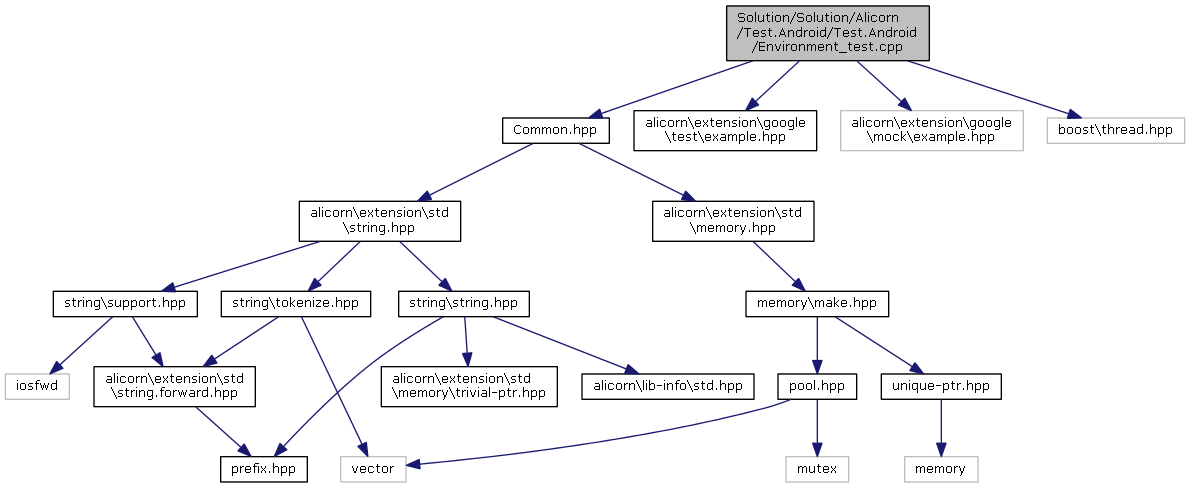 Solution/Solution/Alicorn
/Test.Android/Test.Android
/Environment_test.cpp
Common.hpp
alicorn\extension\google
\test\example.hpp
alicorn\extension\google
\mock\example.hpp
boost\thread.hpp
alicorn\extension\std
\string.hpp
alicorn\extension\std
\memory.hpp
string\support.hpp
string\tokenize.hpp
string\string.hpp
memory\make.hpp
iosfwd
alicorn\extension\std
\string.forward.hpp
alicorn\extension\std
\memory\trivial-ptr.hpp
alicorn\lib-info\std.hpp
pool.hpp
unique-ptr.hpp
prefix.hpp
vector
mutex
memory